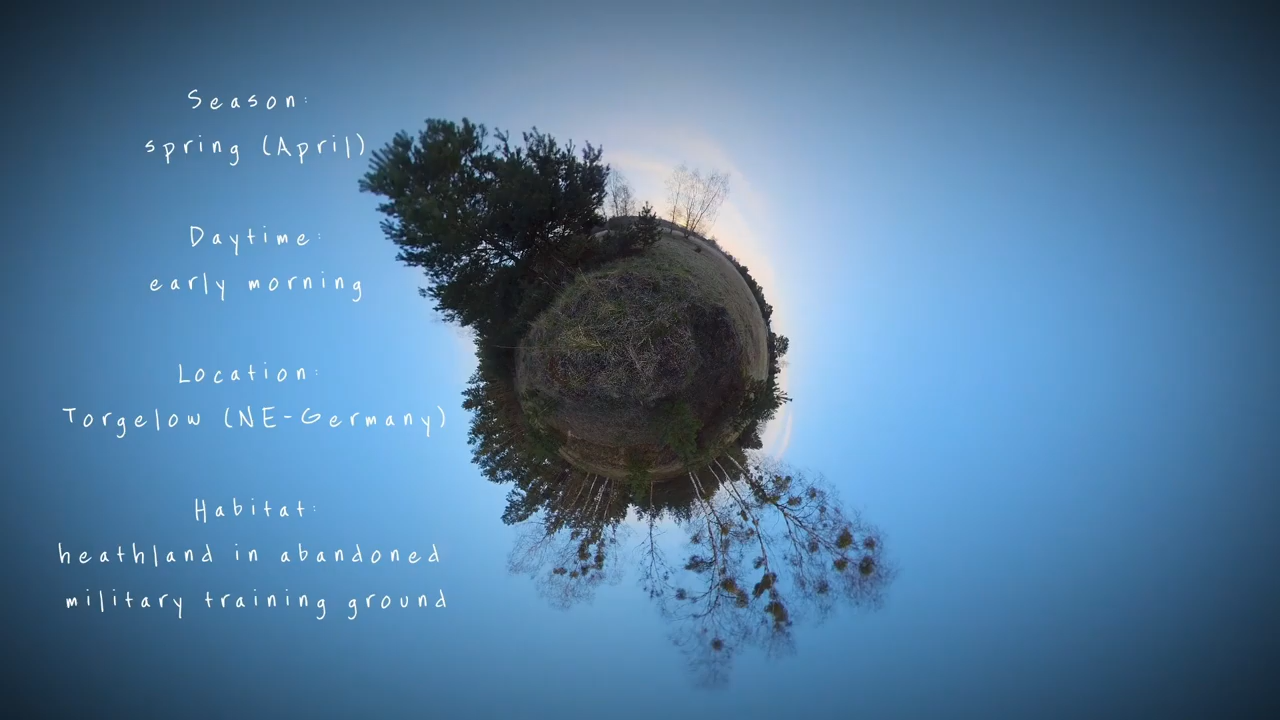 Season:
spring (April)
Daytime:
early morning
Location:
Torgelow (NE-Germany)
Habitat:
heathland in abandoned
military training ground